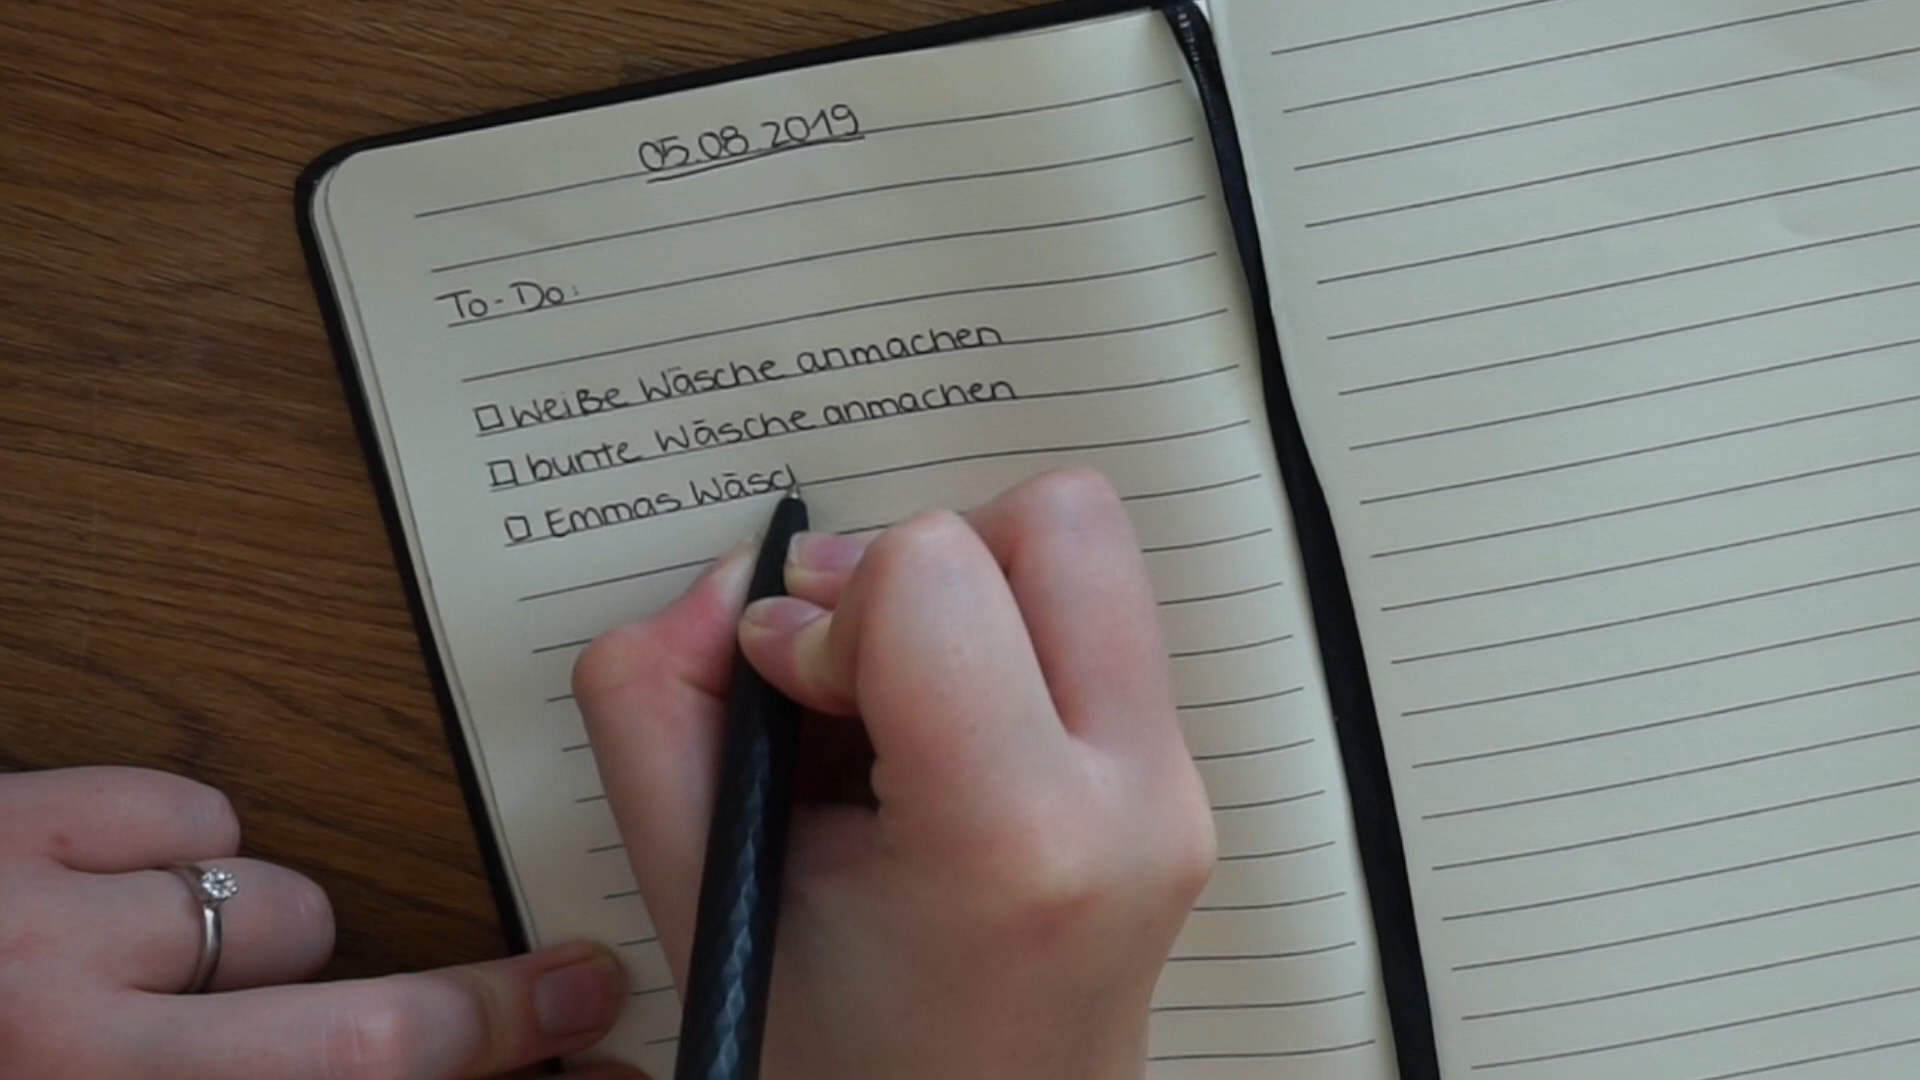 05.08.2019
To-Do:
□ weiße Wäsche anmachen
□ bunte Wäsche anmachen
□ Emmas Wäsc